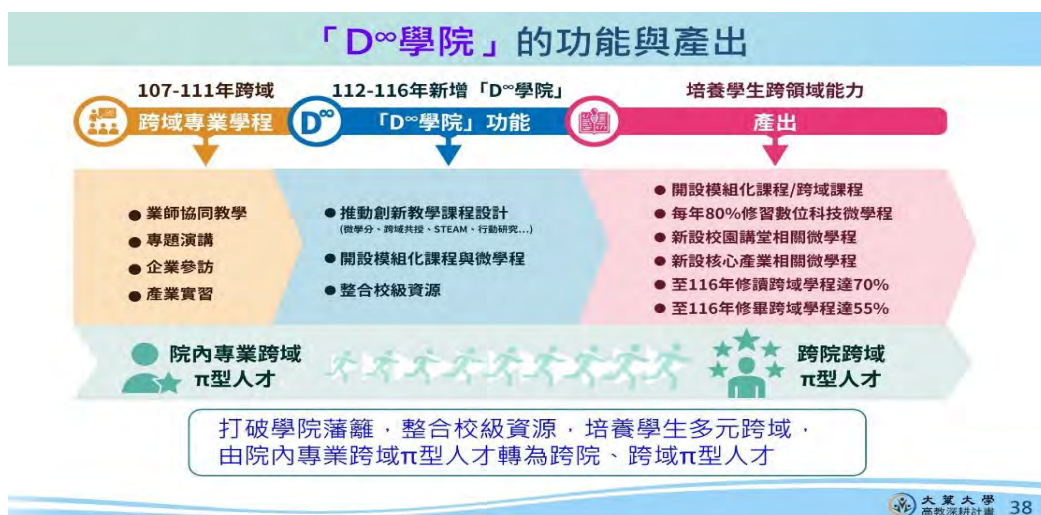 「D∞學院」的功能與產出
107-111年跨域
跨域專業學程
業師協同教學
專題演講
企業參訪
產業實習
112-116年新增「D∞學院」
D∞
「D∞學院」功能
推動創新教學課程設計
(微學分、跨域共授、STEAM、行動研究...)
開設模組化課程與微學程
整合校級資源
培養學生跨領域能力
產出
開設模組化課程/跨域課程
每年80%修習數位科技微學程
新設校園講堂相關微學程
新設核心產業相關微學程
至116年修讀跨域學程達70%
至116年修畢跨域學程達55%
院內專業跨域
π型人才
跨院跨域
π型人才
打破學院藩籬，整合校級資源，培養學生多元跨域，
由院內專業跨域π型人才轉為跨院、跨域π型人才
大葉大學
高教深耕計畫
38